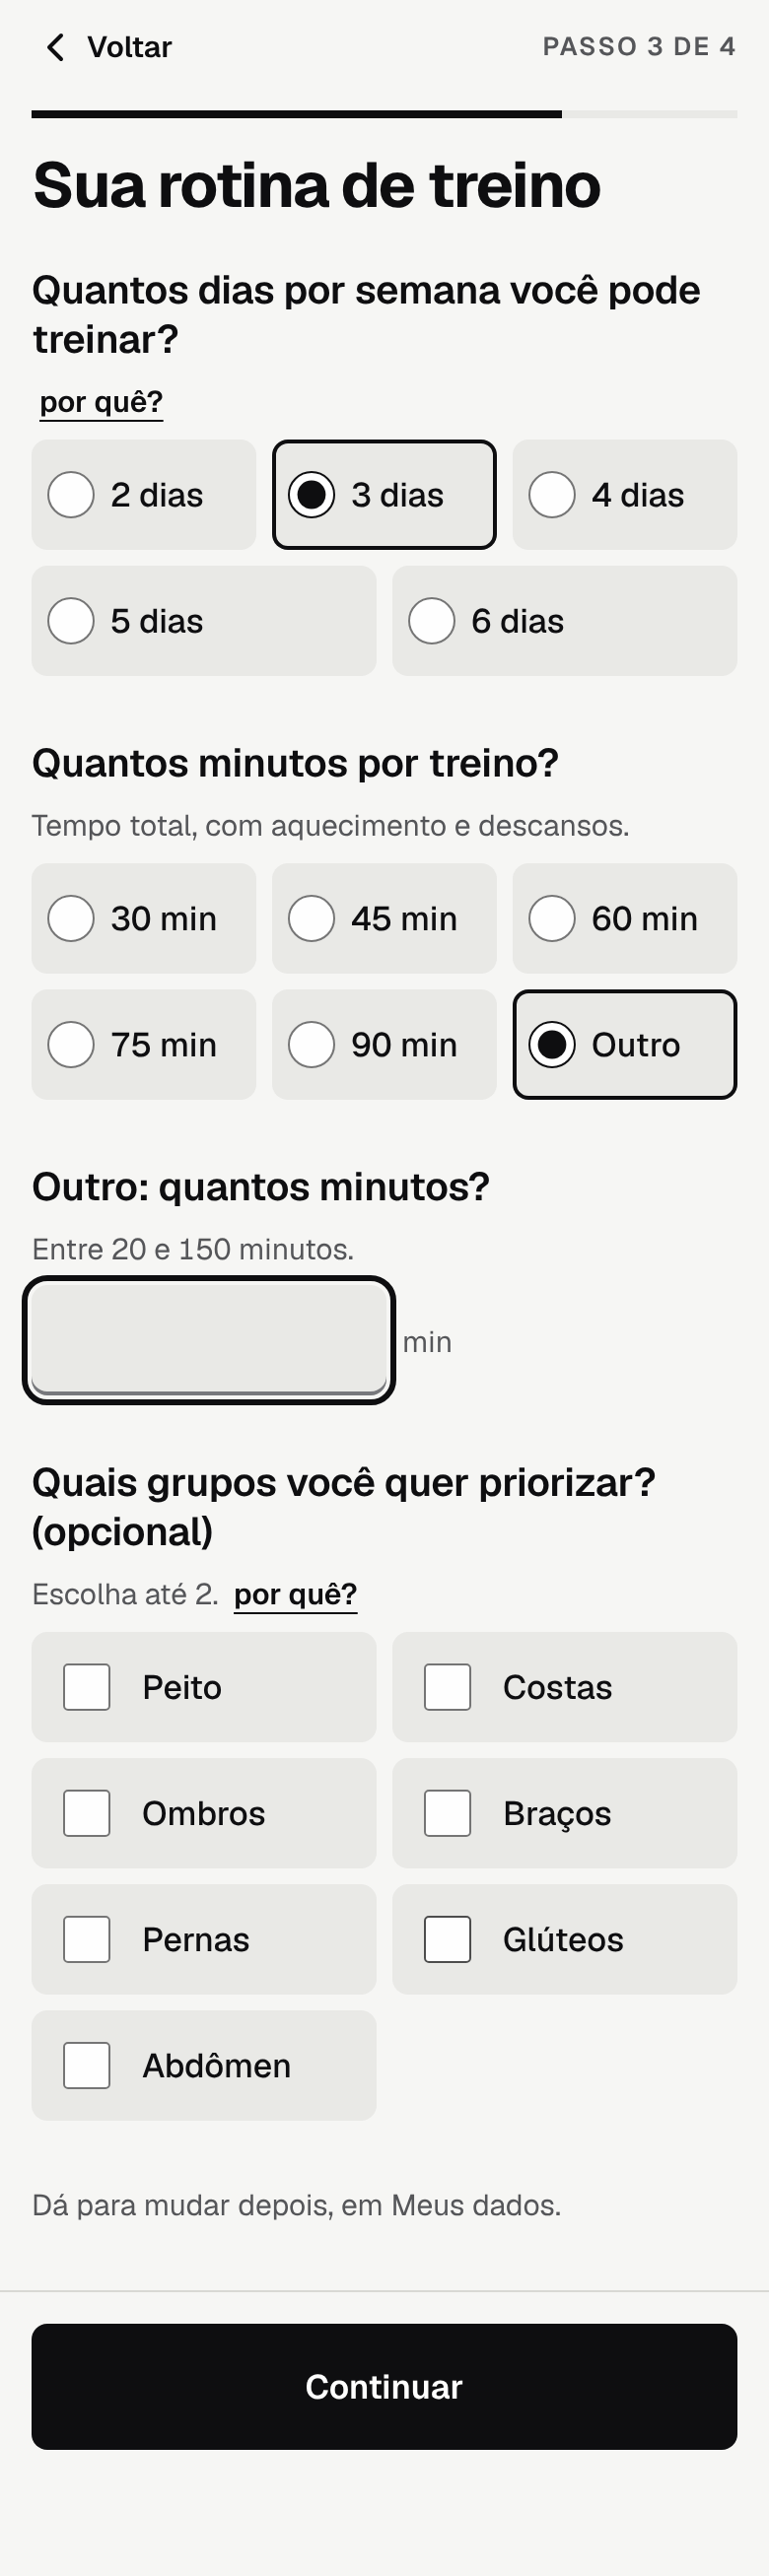 Voltar
PASSO 3 DE 4
Sua rotina de treino
Quantos dias por semana você pode
treinar?
por quê?
2 dias
3 dias
4 dias
5 dias
6 dias
Quantos minutos por treino?
Tempo total, com aquecimento e descansos.
30 min
45 min
60 min
75 min
90 min
Outro
Outro: quantos minutos?
Entre 20 e 150 minutos.
min
Quais grupos você quer priorizar?
(opcional)
Escolha até 2. por quê?
Peito
Costas
Ombros
Braços
Pernas
Glúteos
Abdômen
Dá para mudar depois, em Meus dados.
Continuar